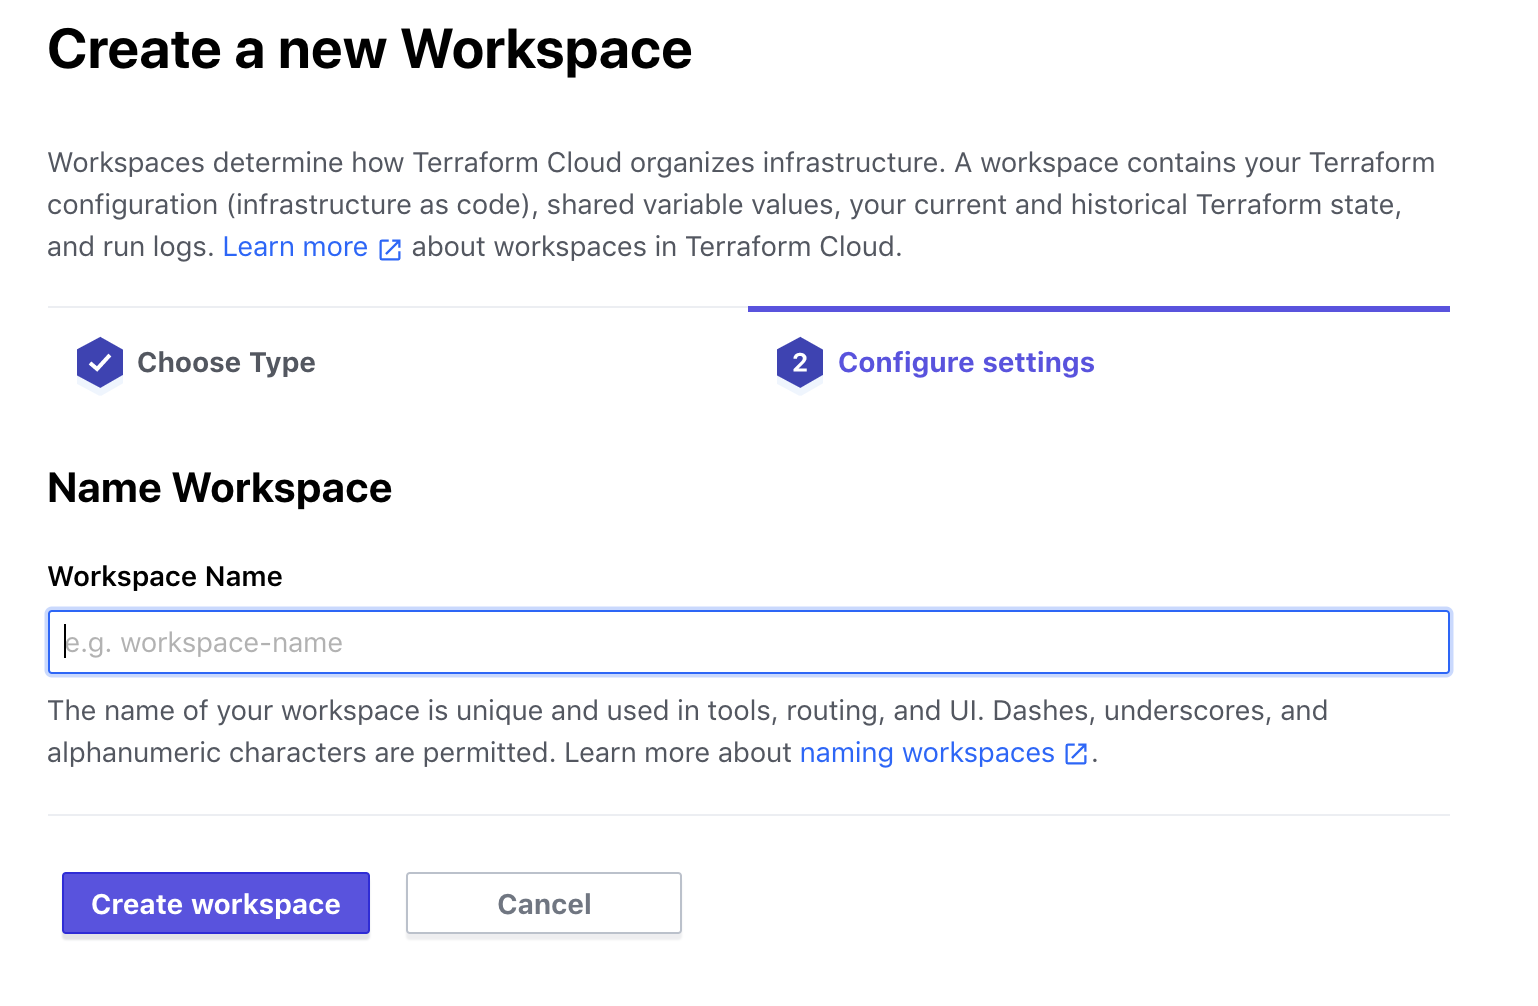 Create a new Workspace
Workspaces determine how Terraform Cloud organizes infrastructure. A workspace contains your Terraform
configuration (infrastructure as code), shared variable values, your current and historical Terraform state,
and run logs. Learn more about workspaces in Terraform Cloud.
Choose Type
2 Configure settings
Name Workspace
Workspace Name
e.g. workspace-name
The name of your workspace is unique and used in tools, routing, and UI. Dashes, underscores, and
alphanumeric characters are permitted. Learn more about naming workspaces.
Create workspace
Cancel